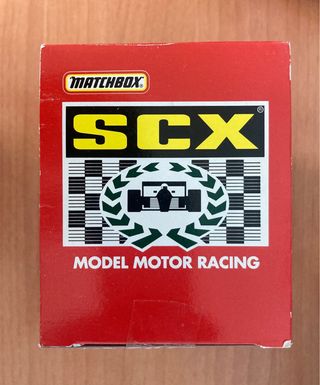 MATCHBOX
SCX®
MODEL MOTOR RACING